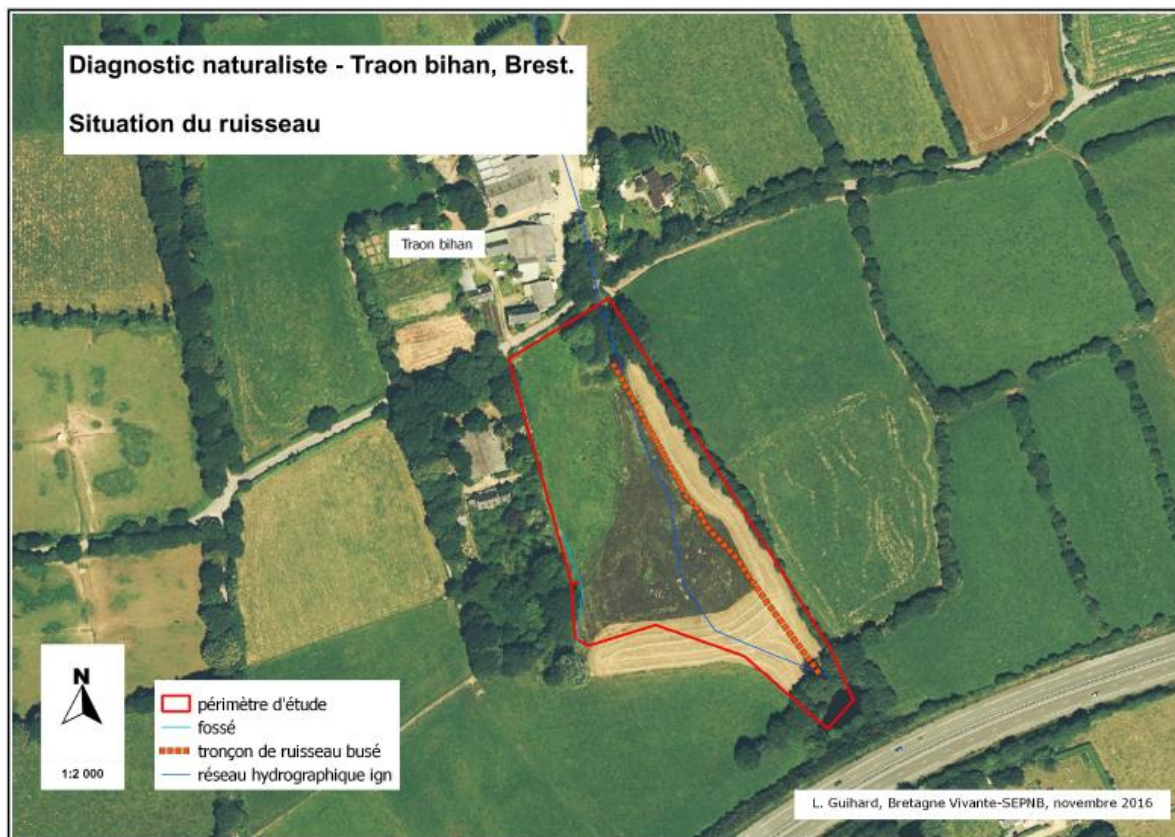 Diagnostic naturaliste - Traon bihan, Brest.
Situation du ruisseau
Traon bihan
N
1:2 000
périmètre d'étude
fossé
tronçon de ruisseau busé
réseau hydrographique ign
L. Guihard, Bretagne Vivante-SEPNB, novembre 2016